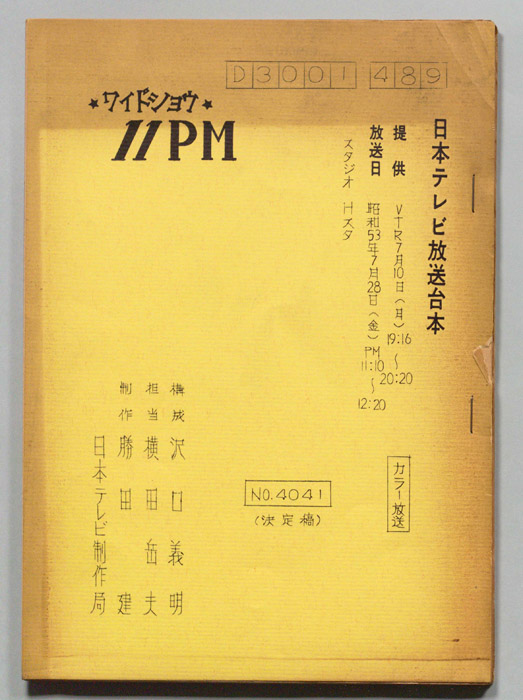 D3001 489
★ワイドショウ★
11PM
日本テレビ放送台本
提供 VTR7月10日(月)19:16〜20:20
放送日 昭和53年7月28日(金)PM11:10〜12:20
スタジオ Hスタ
カラー放送
NO.4041
(決定稿)
構成 沢口義明
担当 横田岳夫
制作 勝田建
日本テレビ制作局